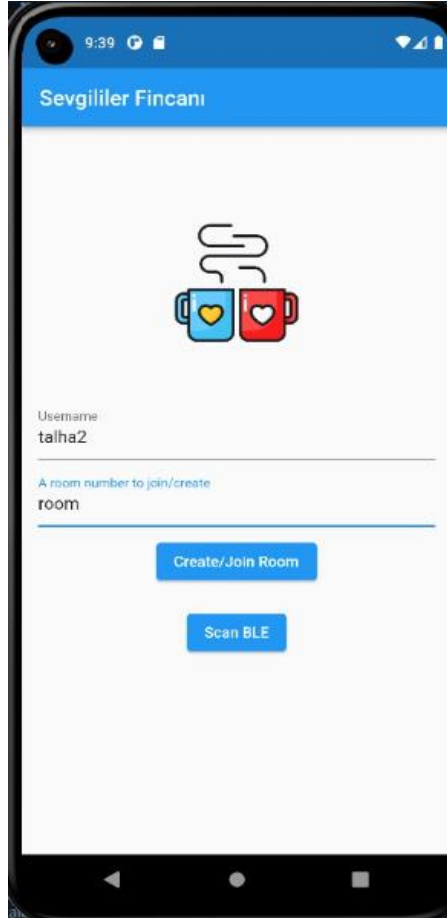 9:39
Sevgililer Fincanı
Username
talha2
A room number to join/create
room
Create/Join Room
Scan BLE